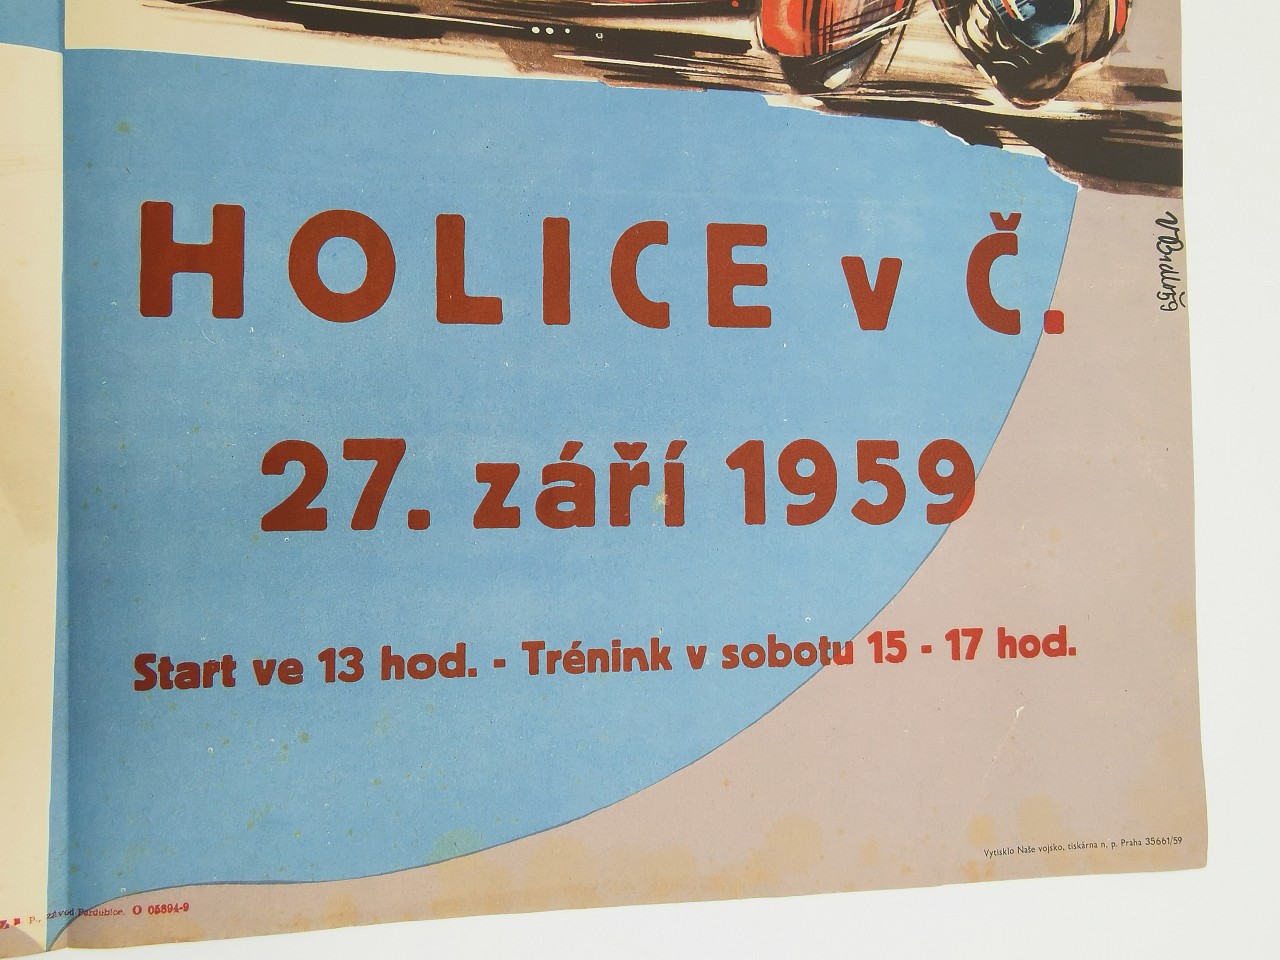 HOLICE v Č.
27. září 1959
Start ve 13 hod. - Trénink v sobotu 15 - 17 hod.
Vytisklo Naše vojsko, tiskárna n. p. Praha 35661/59
P., závod Pardubice. O 05894-9